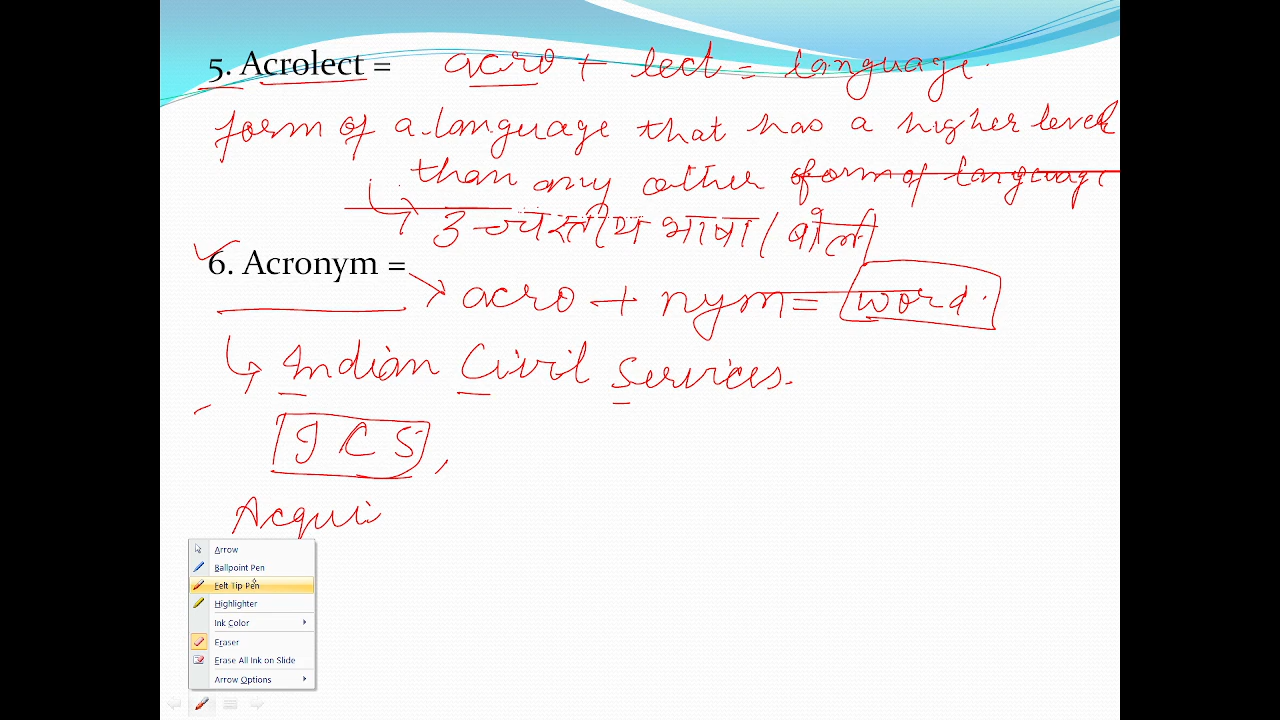 5. Acrolect = acro + lect = language.
form of a language that has a higher level
than any other form of language
उच्चस्तरीय भाषा / बोली
6. Acronym =
acro + nym = word.
Indian Civil Services.
I C S ,
Acqui
Arrow
Ballpoint Pen
Felt Tip Pen
Highlighter
Ink Color
Eraser
Erase All Ink on Slide
Arrow Options